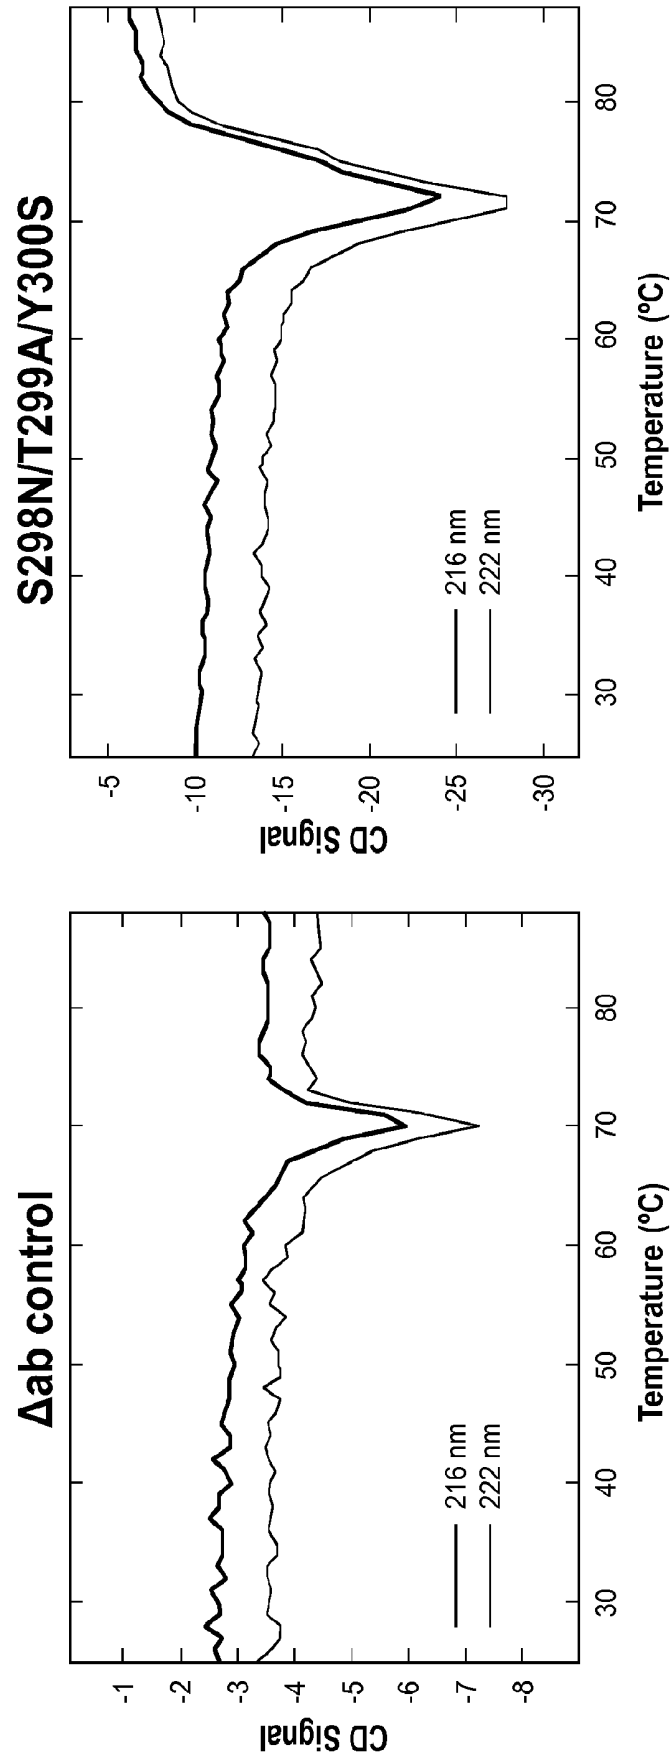 Δab control
-1
-2
-3
-4
-5
-6
-7
-8
CD Signal
216 nm
222 nm
30
40
50
60
70
80
Temperature (ºC)
S298N/T299A/Y300S
-5
-10
-15
-20
-25
-30
CD Signal
216 nm
222 nm
30
40
50
60
70
80
Temperature (ºC)